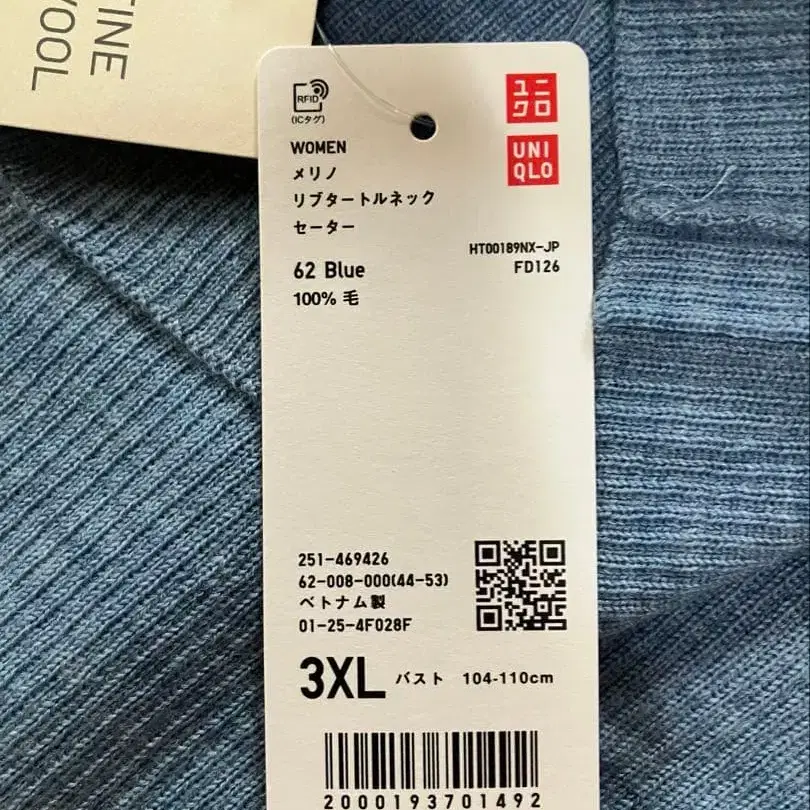 WOOL
RFID
(ICタグ)
ユニ
クロ
UNI
QLO
WOMEN
メリノ
リブタートルネック
セーター
HT00189NX-JP
FD126
62 Blue
100% 毛
251-469426
62-008-000(44-53)
ベトナム製
01-25-4F028F
3XL バスト 104-110cm
2000193701492